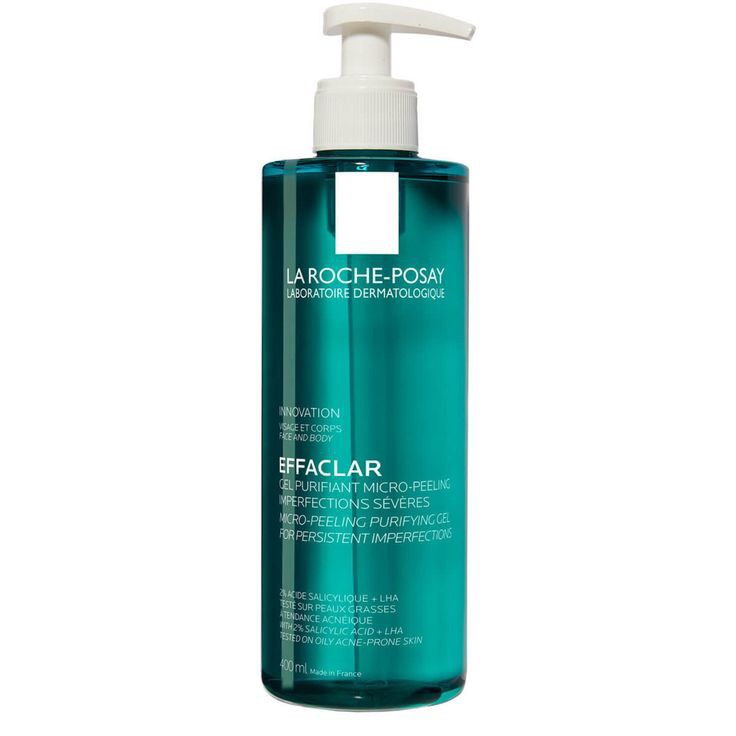 LA ROCHE-POSAY
LABORATOIRE DERMATOLOGIQUE
INNOVATION
VISAGE ET CORPS
FACE AND BODY
EFFACLAR
GEL PURIFIANT MICRO-PEELING
IMPERFECTIONS SÉVÈRES
MICRO-PEELING PURIFYING GEL
FOR PERSISTENT IMPERFECTIONS
2% ACIDE SALICYLIQUE + LHA
TESTÉ SUR PEAUX GRASSES
À TENDANCE ACNÉIQUE
WITH 2% SALICYLIC ACID + LHA
TESTED ON OILY ACNE-PRONE SKIN
400 ml Made in France